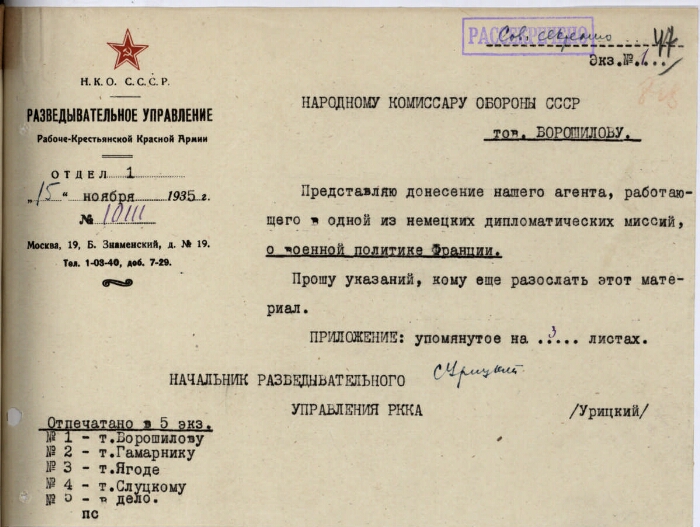 Сов. секретно
РАССЕКРЕЧЕНО
Экз.№ 1...
Н.К.О. С.С.С.Р.
РАЗВЕДЫВАТЕЛЬНОЕ УПРАВЛЕНИЕ
Рабоче-Крестьянской Красной Армии
ОТДЕЛ 1
„15" ноября 1935 г.
№
Москва, 19, Б. Знаменский, д. № 19.
Тел. 1-03-40, доб. 7-29.
НАРОДНОМУ КОМИССАРУ ОБОРОНЫ СССР
тов. ВОРОШИЛОВУ.
Представляю донесение нашего агента, работаю-
щего в одной из немецких дипломатических миссий,
о военной политике Франции.
Прошу указаний, кому еще разослать этот мате-
риал.
ПРИЛОЖЕНИЕ: упомянутое на .3.... листах.
НАЧАЛЬНИК РАЗВЕДЫВАТЕЛЬНОГО
УПРАВЛЕНИЯ РККА
СУрицкий
/Урицкий/
Отпечатано в 5 экз.
№ 1 - т.Ворошилову
№ 2 - т.Гамарнику
№ 3 - т.Ягоде
№ 4 - т.Слуцкому
№ 5 - в дело.
пс